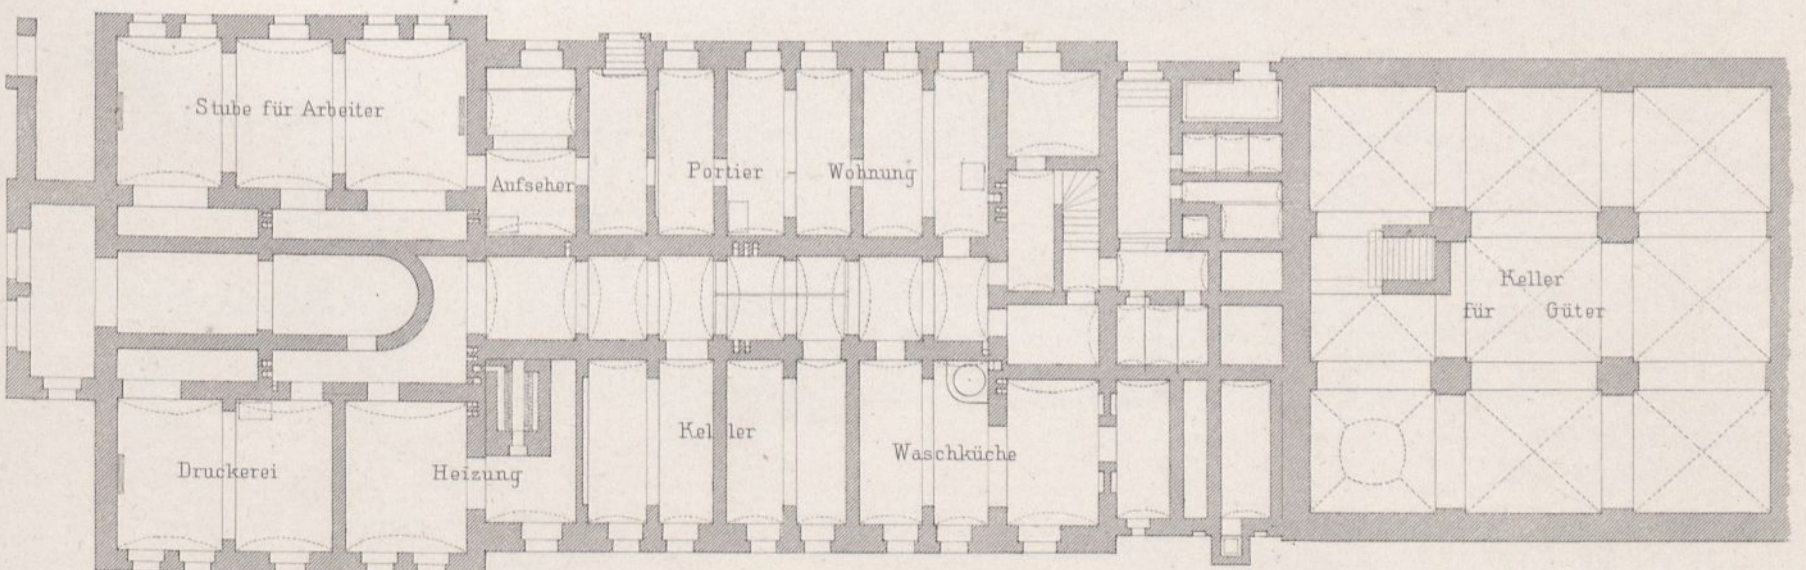 Stube für Arbeiter
Aufseher
Portier - Wohnung
Keller
für Güter
Druckerei
Heizung
Keller
Waschküche